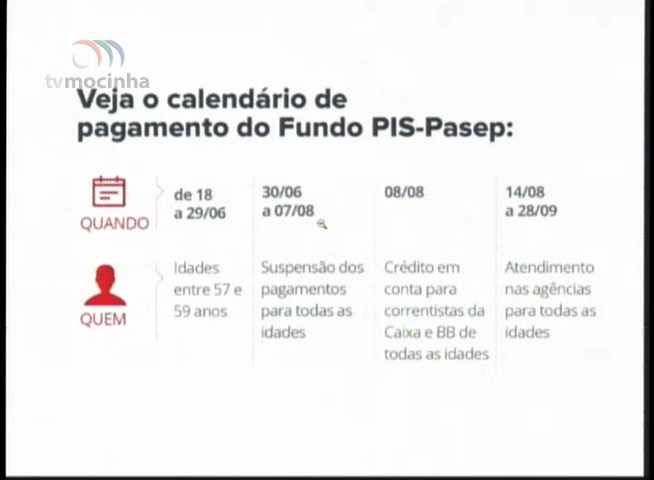 tvmocinha
Veja o calendário de
pagamento do Fundo PIS-Pasep:
QUANDO
de 18
a 29/06
30/06
a 07/08
08/08
14/08
a 28/09
QUEM
Idades
entre 57 e
59 anos
Suspensão dos
pagamentos
para todas as
idades
Crédito em
conta para
correntistas da
Caixa e BB de
todas as idades
Atendimento
nas agências
para todas as
idades